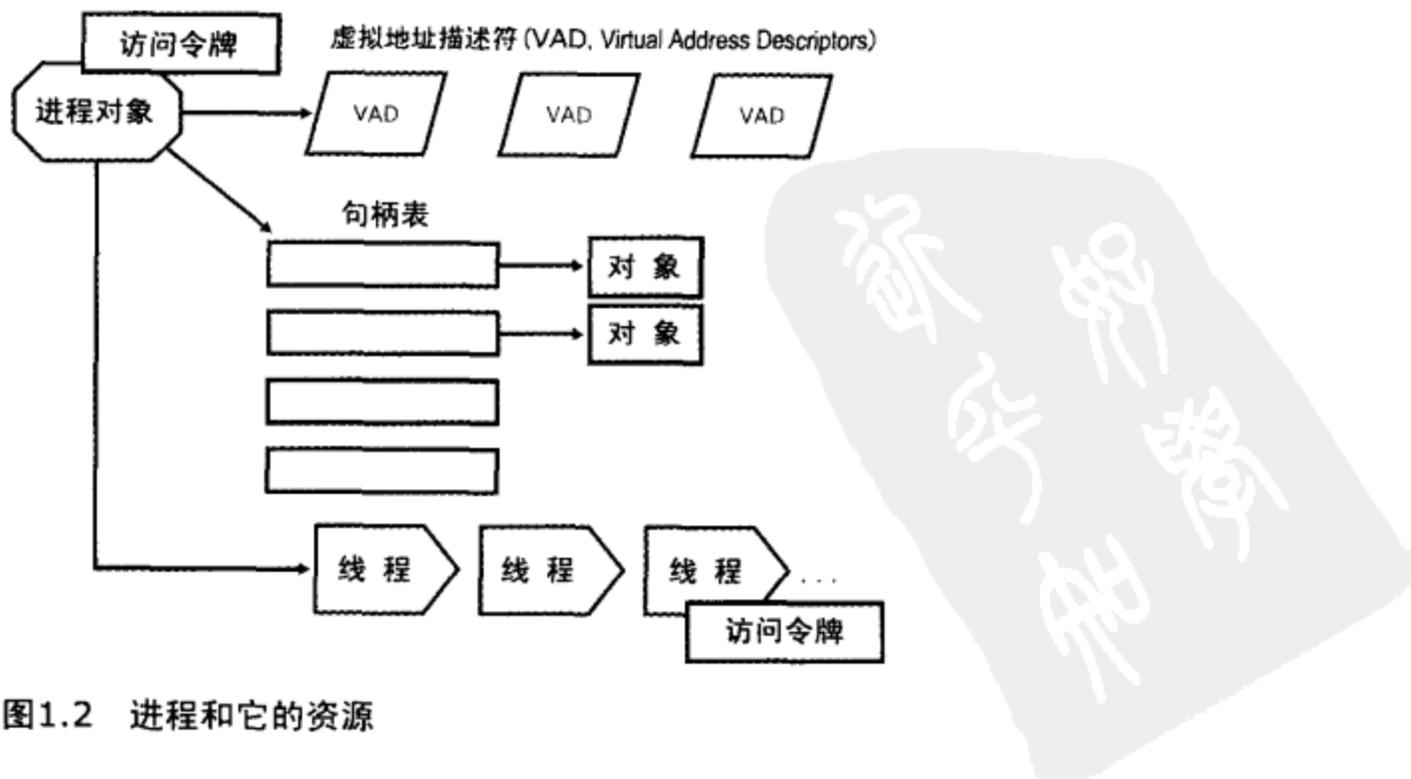 访问令牌
虚拟地址描述符(VAD, Virtual Address Descriptors)
进程对象
VAD VAD VAD
句柄表
对 象
对 象
线 程 线 程 线 程 ...
访问令牌
图1.2 进程和它的资源